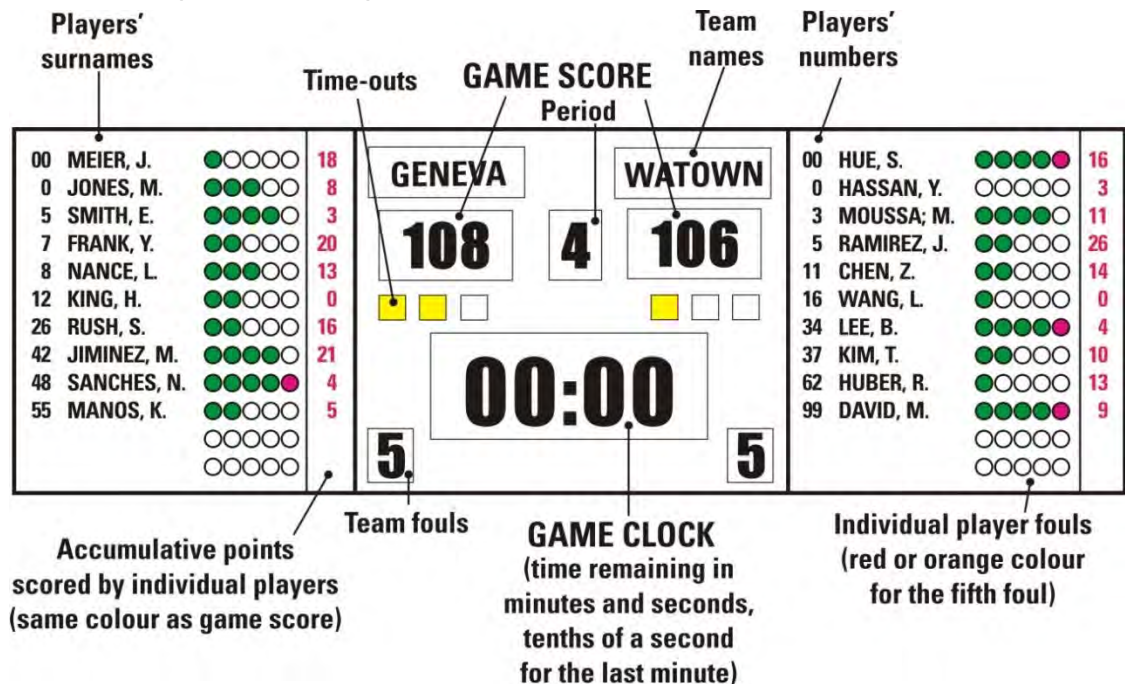 Players'
surnames
Time-outs
GAME SCORE
Period
Team
names
Players'
numbers
00 MEIER, J. 18
0 JONES, M. 8
5 SMITH, E. 3
7 FRANK, Y. 20
8 NANCE, L. 13
12 KING, H. 0
26 RUSH, S. 16
42 JIMINEZ, M. 21
48 SANCHES, N. 4
55 MANOS, K. 5
GENEVA
WATOWN
108
4
106
00:00
5
5
00 HUE, S. 16
0 HASSAN, Y. 3
3 MOUSSA; M. 11
5 RAMIREZ, J. 26
11 CHEN, Z. 14
16 WANG, L. 0
34 LEE, B. 4
37 KIM, T. 10
62 HUBER, R. 13
99 DAVID, M. 9
Accumulative points
scored by individual players
(same colour as game score)
Team fouls
GAME CLOCK
(time remaining in
minutes and seconds,
tenths of a second
for the last minute)
Individual player fouls
(red or orange colour
for the fifth foul)